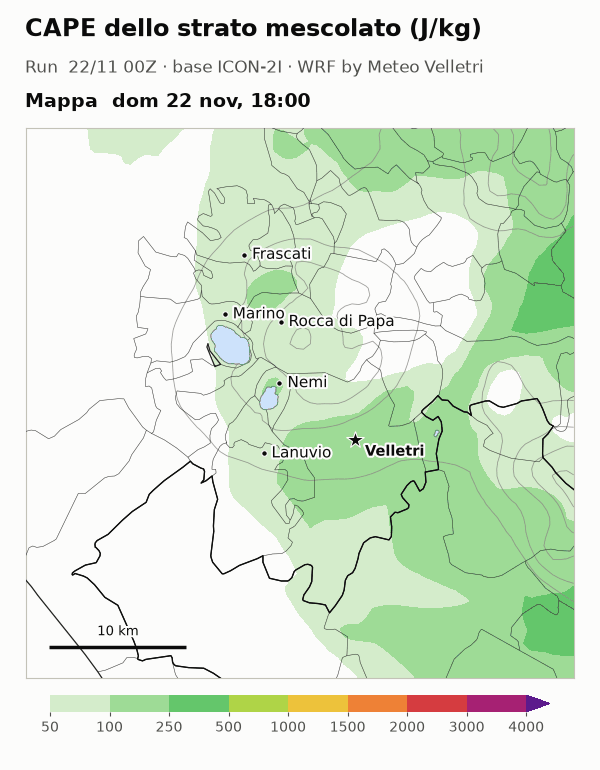 CAPE dello strato mescolato (J/kg)
Run  22/11 00Z · base ICON-2I · WRF by Meteo Velletri
Mappa  dom 22 nov, 18:00
Frascati
Marino
Rocca di Papa
Nemi
Velletri
Lanuvio
10 km
50 100 250 500 1000 1500 2000 3000 4000